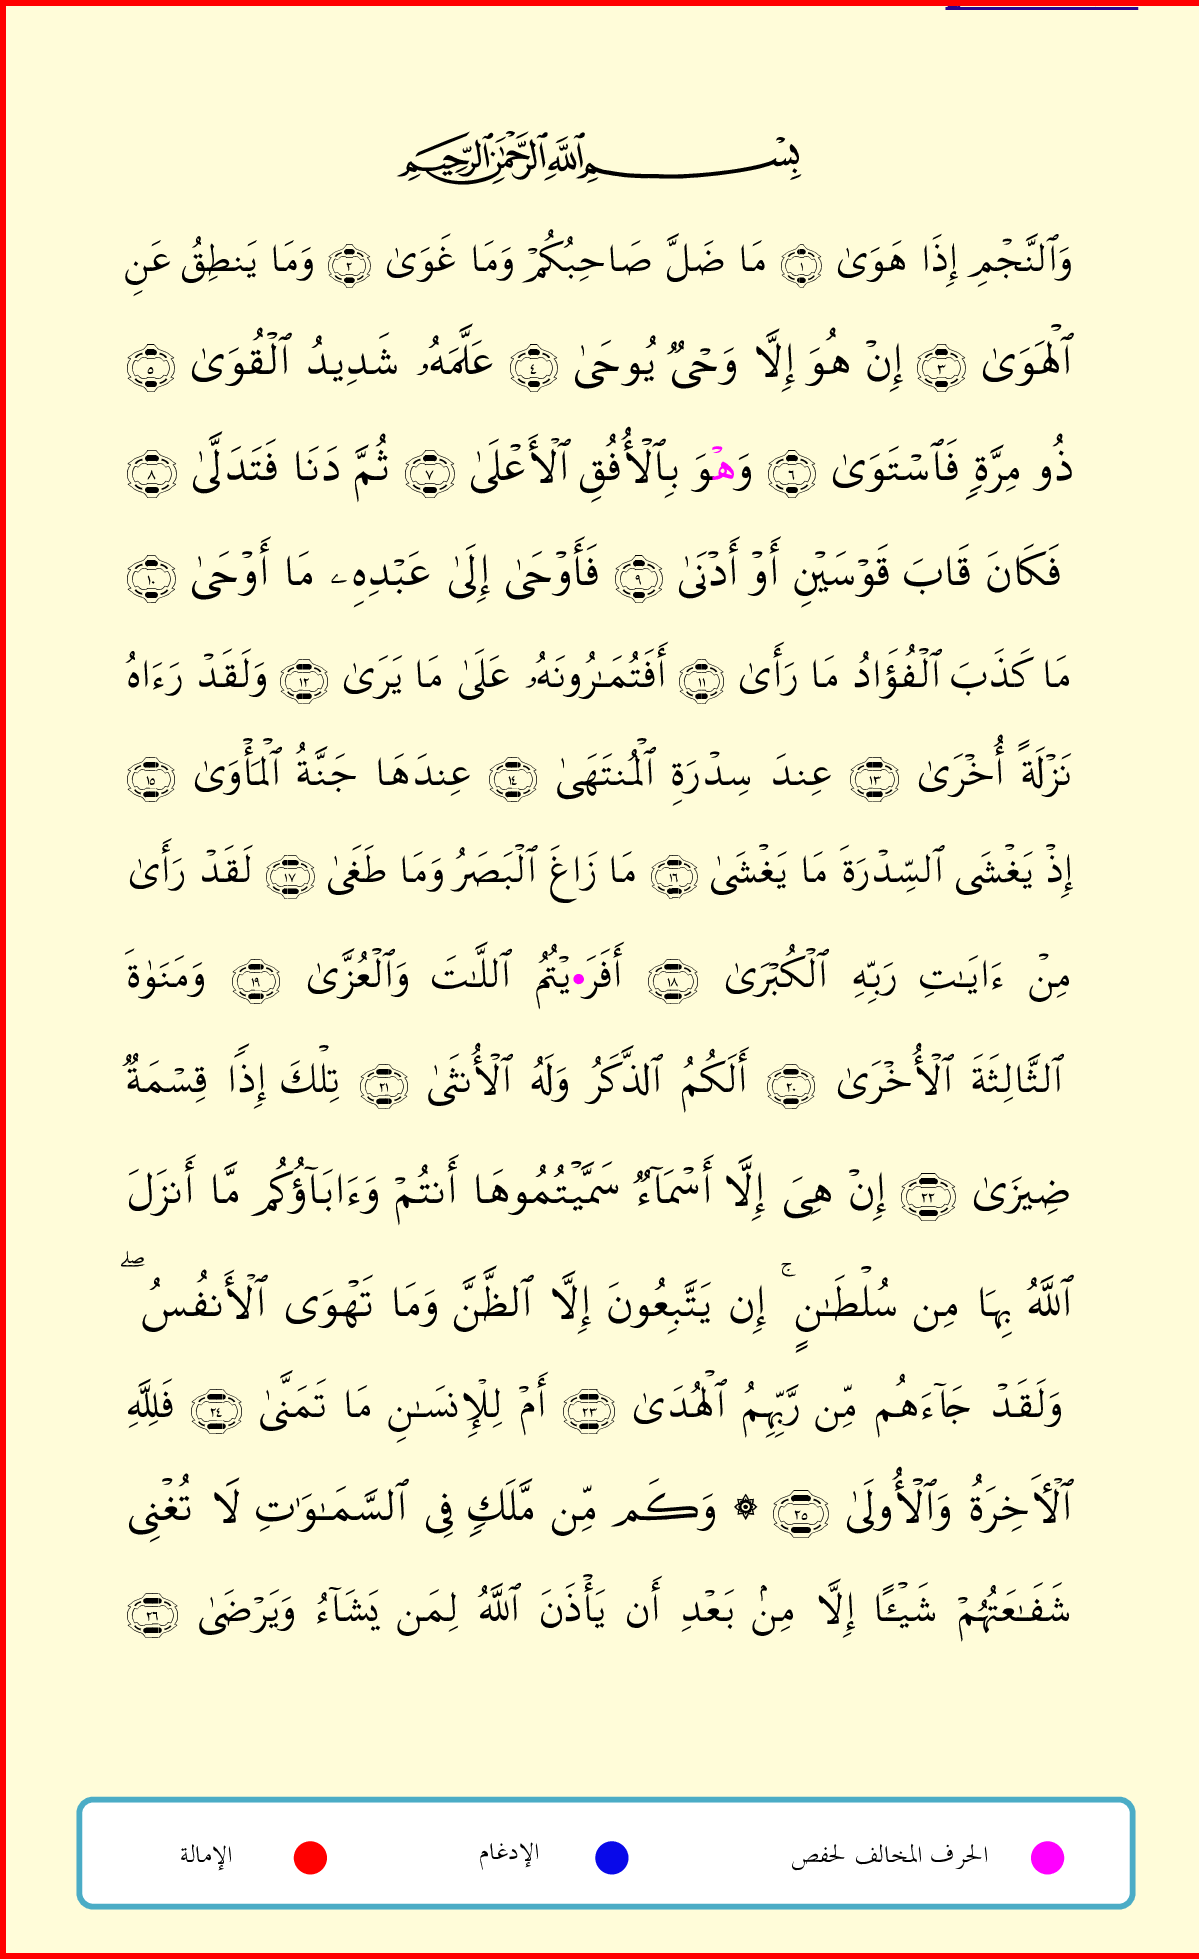 بِسۡمِ ٱللَّهِ ٱلرَّحۡمَٰنِ ٱلرَّحِيمِ
وَٱلنَّجۡمِ إِذَا هَوَىٰ ١ مَا ضَلَّ صَاحِبُكُمۡ وَمَا غَوَىٰ ٢ وَمَا يَنطِقُ عَنِ
ٱلۡهَوَىٰ ٣ إِنۡ هُوَ إِلَّا وَحۡيٞ يُوحَىٰ ٤ عَلَّمَهُۥ شَدِيدُ ٱلۡقُوَىٰ ٥
ذُو مِرَّةٖ فَٱسۡتَوَىٰ ٦ وَهۡوَ بِٱلۡأُفُقِ ٱلۡأَعۡلَىٰ ٧ ثُمَّ دَنَا فَتَدَلَّىٰ ٨
فَكَانَ قَابَ قَوۡسَيۡنِ أَوۡ أَدۡنَىٰ ٩ فَأَوۡحَىٰ إِلَىٰ عَبۡدِهِۦ مَا أَوۡحَىٰ ١٠
مَا كَذَبَ ٱلۡفُؤَادُ مَا رَأَىٰ ١١ أَفَتُمَٰرُونَهُۥ عَلَىٰ مَا يَرَىٰ ١٢ وَلَقَدۡ رَءَاهُ
نَزۡلَةً أُخۡرَىٰ ١٣ عِندَ سِدۡرَةِ ٱلۡمُنتَهَىٰ ١٤ عِندَهَا جَنَّةُ ٱلۡمَأۡوَىٰ ١٥
إِذۡ يَغۡشَى ٱلسِّدۡرَةَ مَا يَغۡشَىٰ ١٦ مَا زَاغَ ٱلۡبَصَرُ وَمَا طَغَىٰ ١٧ لَقَدۡ رَأَىٰ
مِنۡ ءَايَٰتِ رَبِّهِ ٱلۡكُبۡرَىٰ ١٨ أَفَرَ•يۡتُمُ ٱللَّٰتَ وَٱلۡعُزَّىٰ ١٩ وَمَنَوٰةَ
ٱلثَّالِثَةَ ٱلۡأُخۡرَىٰ ٢٠ أَلَكُمُ ٱلذَّكَرُ وَلَهُ ٱلۡأُنثَىٰ ٢١ تِلۡكَ إِذٗا قِسۡمَةٞ
ضِيزَىٰ ٢٢ إِنۡ هِيَ إِلَّا أَسۡمَآءٞ سَمَّيۡتُمُوهَا أَنتُمۡ وَءَابَآؤُكُم مَّا أَنزَلَ
ٱللَّهُ بِهَا مِن سُلۡطَٰنٍۚ إِن يَتَّبِعُونَ إِلَّا ٱلظَّنَّ وَمَا تَهۡوَى ٱلۡأَنفُسُۖ
وَلَقَدۡ جَآءَهُم مِّن رَّبِّهِمُ ٱلۡهُدَىٰ ٢٣ أَمۡ لِلۡإِنسَٰنِ مَا تَمَنَّىٰ ٢٤ فَلِلَّهِ
ٱلۡأٓخِرَةُ وَٱلۡأُولَىٰ ٢٥ ۞ وَكَم مِّن مَّلَكٖ فِي ٱلسَّمَٰوَٰتِ لَا تُغۡنِي
شَفَٰعَتُهُمۡ شَيۡـًٔا إِلَّا مِنۢ بَعۡدِ أَن يَأۡذَنَ ٱللَّهُ لِمَن يَشَآءُ وَيَرۡضَىٰ ٢٦
الحرف المخالف لحفص الإدغام الإمالة